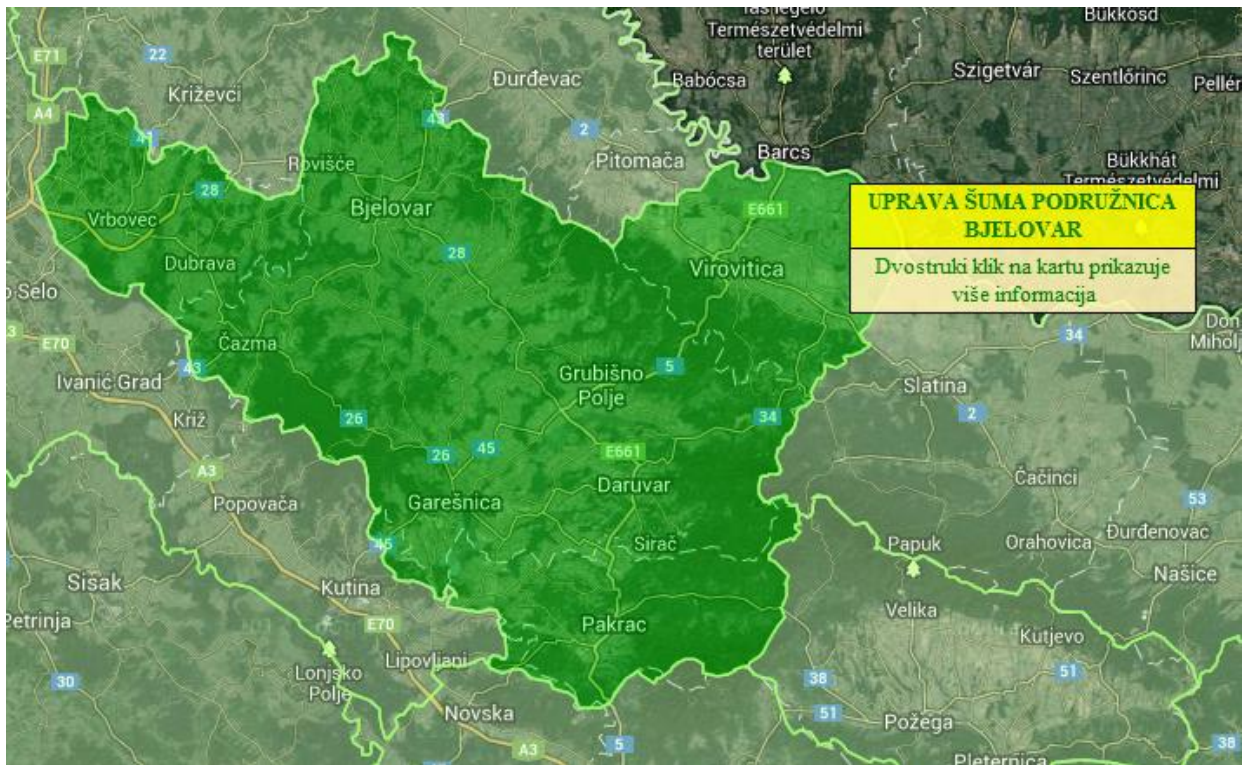 Tás legelő
Bükkösd
Természetvédelmi
terület
E71
22
Đurđevac
Babócsa
Szigetvár
Szentlőrinc
Pellér
Križevci
A4
43
2
41
Rovišće
Pitomača
Barcs
Bükkhát
Természetvédelmi
28
Vrbovec
Bjelovar
E661
UPRAVA ŠUMA PODRUŽNICA
BJELOVAR
Dubrava
28
Virovitica
Dvostruki klik na kartu prikazuje
više informacija
o Selo
3
E70
Čazma
34
Don
Miholj
43
Ivanić Grad
Grubišno
Polje
5
Slatina
Križ
26
34
2
26
45
E661
A3
Čačinci
Popovača
Garešnica
Daruvar
53
Đurđenovac
45
Sirač
Papuk
Orahovica
Sisak
Kutina
Našice
Petrinja
E70
Pakrac
Velika
Kutjevo
Lonjsko
Polje
Lipovljani
30
38
51
Novska
51
Požega
A3
5
38
Pleternica